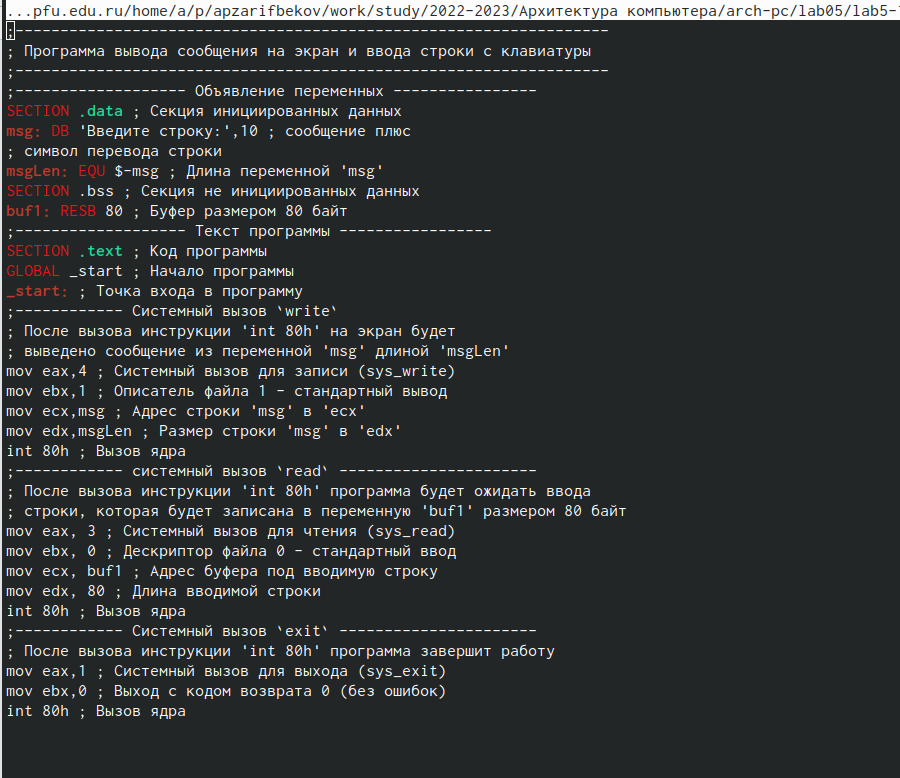 ...pfu.edu.ru/home/a/p/apzarifbekov/work/study/2022-2023/Архитектура компьютера/arch-pc/lab05/lab5-
;------------------------------------------------------------------
; Программа вывода сообщения на экран и ввода строки с клавиатуры
;------------------------------------------------------------------
;------------------- Объявление переменных ----------------
SECTION .data ; Секция инициированных данных
msg: DB 'Введите строку:',10 ; сообщение плюс
; символ перевода строки
msgLen: EQU $-msg ; Длина переменной 'msg'
SECTION .bss ; Секция не инициированных данных
buf1: RESB 80 ; Буфер размером 80 байт
;------------------- Текст программы -----------------
SECTION .text ; Код программы
GLOBAL _start ; Начало программы
_start: ; Точка входа в программу
;------------ Системный вызов `write`
; После вызова инструкции 'int 80h' на экран будет
; выведено сообщение из переменной 'msg' длиной 'msgLen'
mov eax,4 ; Системный вызов для записи (sys_write)
mov ebx,1 ; Описатель файла 1 - стандартный вывод
mov ecx,msg ; Адрес строки 'msg' в 'ecx'
mov edx,msgLen ; Размер строки 'msg' в 'edx'
int 80h ; Вызов ядра
;------------ системный вызов `read` ----------------------
; После вызова инструкции 'int 80h' программа будет ожидать ввода
; строки, которая будет записана в переменную 'buf1' размером 80 байт
mov eax, 3 ; Системный вызов для чтения (sys_read)
mov ebx, 0 ; Дескриптор файла 0 - стандартный ввод
mov ecx, buf1 ; Адрес буфера под вводимую строку
mov edx, 80 ; Длина вводимой строки
int 80h ; Вызов ядра
;------------ Системный вызов `exit` ----------------------
; После вызова инструкции 'int 80h' программа завершит работу
mov eax,1 ; Системный вызов для выхода (sys_exit)
mov ebx,0 ; Выход с кодом возврата 0 (без ошибок)
int 80h ; Вызов ядра